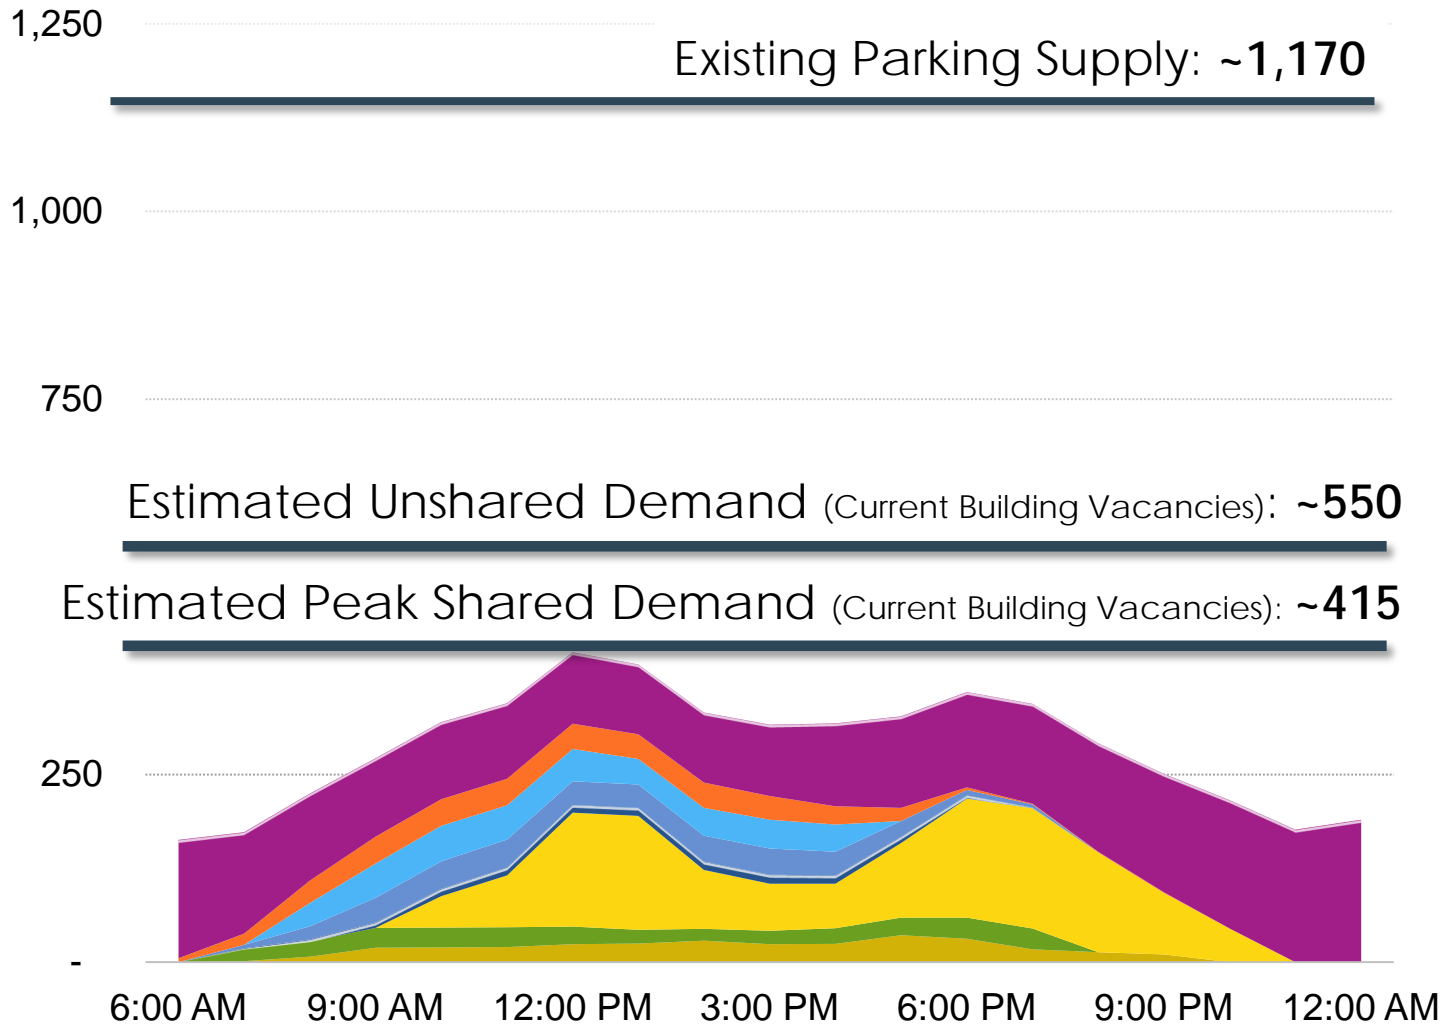 1,250
Existing Parking Supply: ~1,170
1,000
750
Estimated Unshared Demand (Current Building Vacancies): ~550
Estimated Peak Shared Demand (Current Building Vacancies): ~415
250
-
6:00 AM 9:00 AM 12:00 PM 3:00 PM 6:00 PM 9:00 PM 12:00 AM